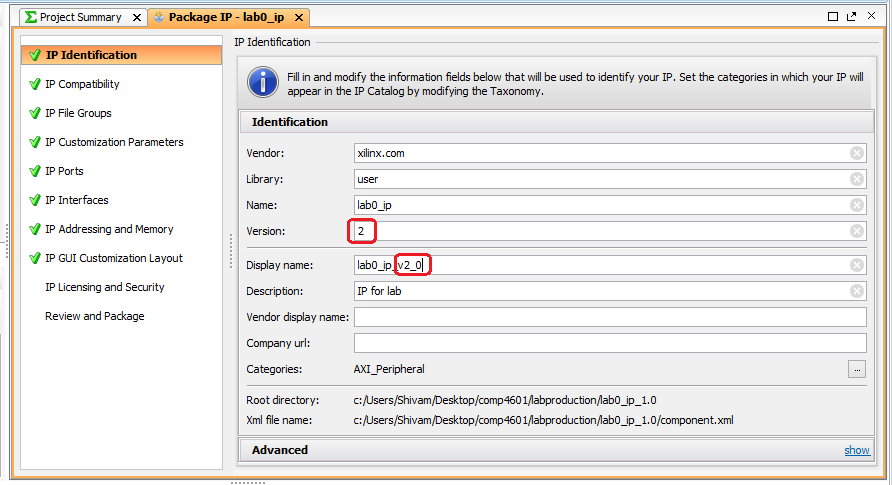 Project Summary Package IP - lab0_ip
IP Identification
IP Compatibility
IP File Groups
IP Customization Parameters
IP Ports
IP Interfaces
IP Addressing and Memory
IP GUI Customization Layout
IP Licensing and Security
Review and Package
IP Identification
Fill in and modify the information fields below that will be used to identify your IP. Set the categories in which your IP will
appear in the IP Catalog by modifying the Taxonomy.
Identification
Vendor: xilinx.com
Library: user
Name: lab0_ip
Version: 2
Display name: lab0_ip_v2_0
Description: IP for lab
Vendor display name:
Company url:
Categories: AXI_Peripheral ...
Root directory: c:/Users/Shivam/Desktop/comp4601/labproduction/lab0_ip_1.0
Xml file name: c:/Users/Shivam/Desktop/comp4601/labproduction/lab0_ip_1.0/component.xml
Advanced show